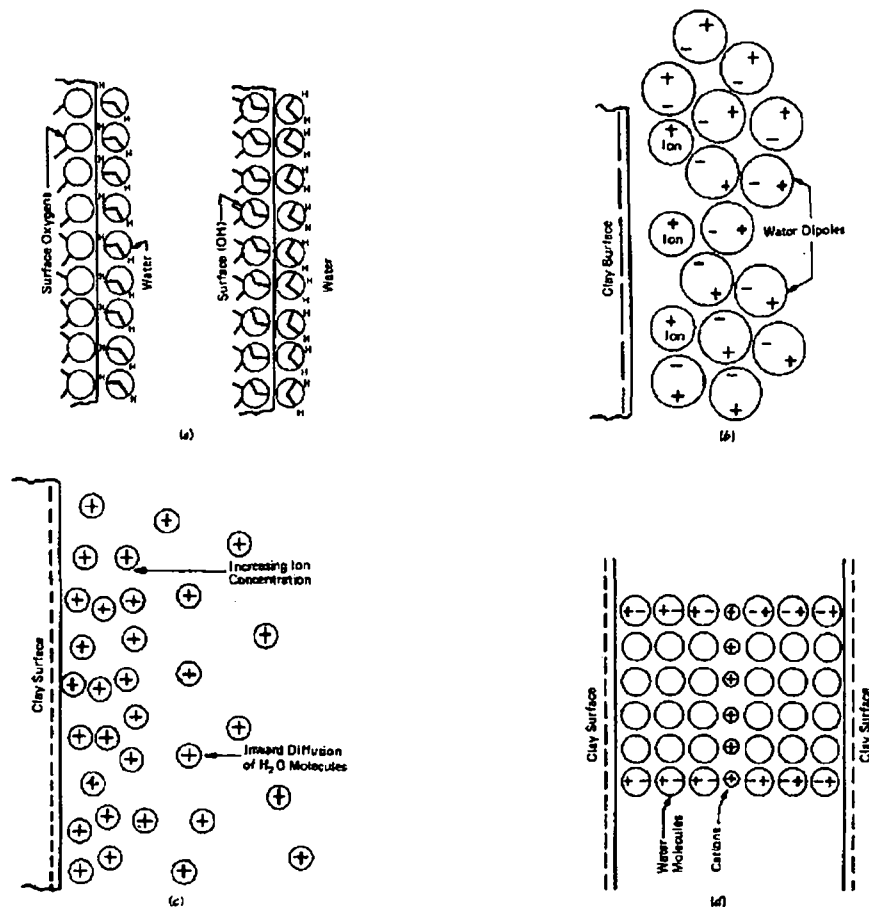 H
H
H
H
H
H
H
H
H
H
Surface Oxygens
Water
H
H
H
H
H
H
H
H
H
H
Surface (OH)
Water
(a)
Clay Surface
Ion
Ion
Ion
Water Dipoles
(b)
Clay Surface
Increasing Ion
Concentration
Inward Diffusion
of H₂O Molecules
(c)
Clay Surface
Water
Molecules
Cations
Clay Surface
(d)